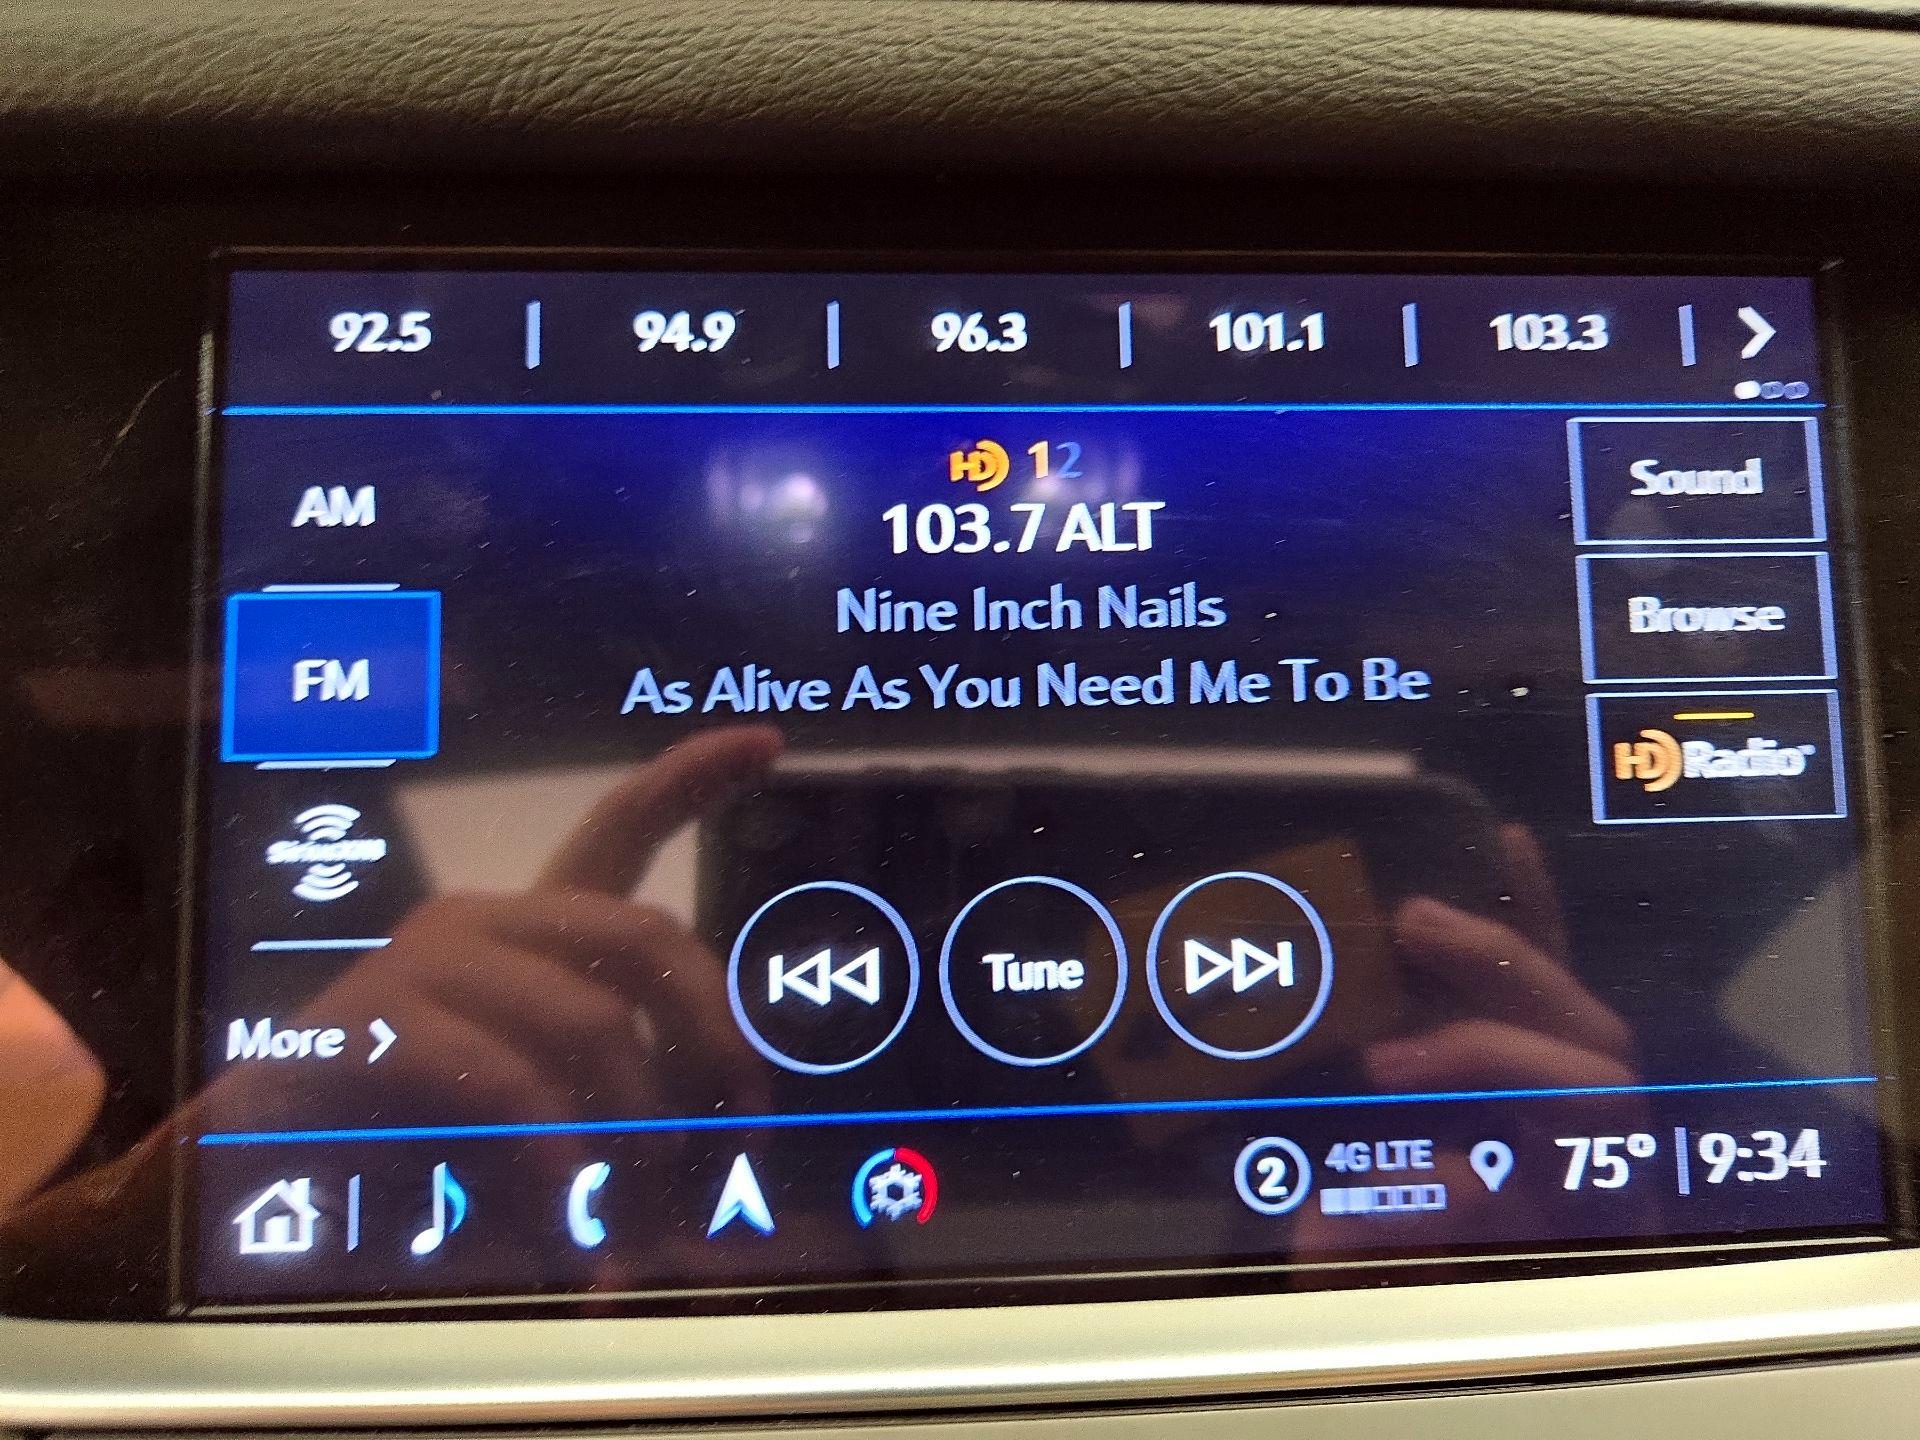 92.5 | 94.9 | 96.3 | 101.1 | 103.3 |
HD 1 2
103.7 ALT
Nine Inch Nails
As Alive As You Need Me To Be
AM
FM
SiriusXM
More
Sound
Browse
HD Radio
Tune
2 4G LTE 75° | 9:34